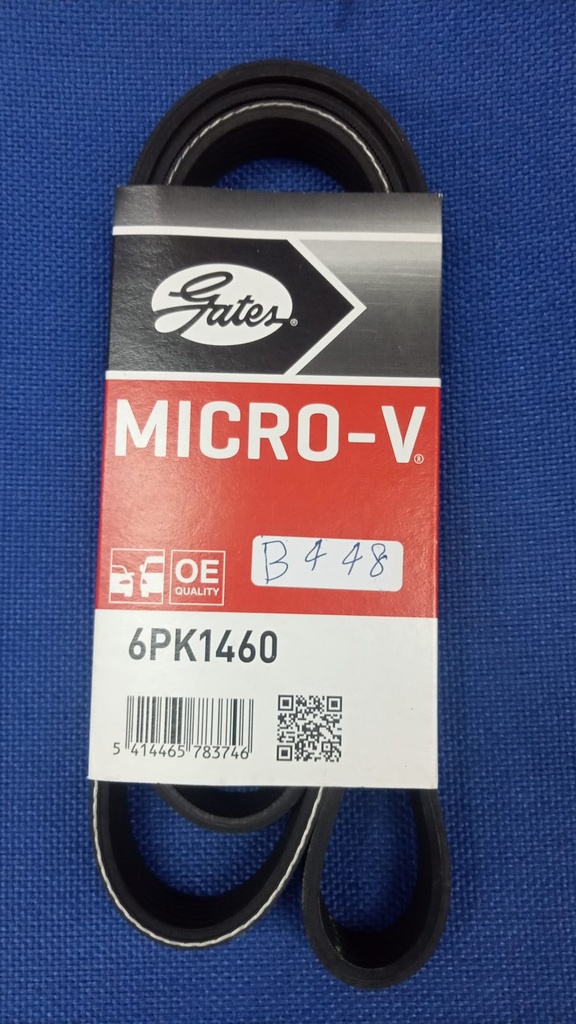 Gates®
MICRO-V®
OE
QUALITY
B448
6PK1460
5 414465 783746